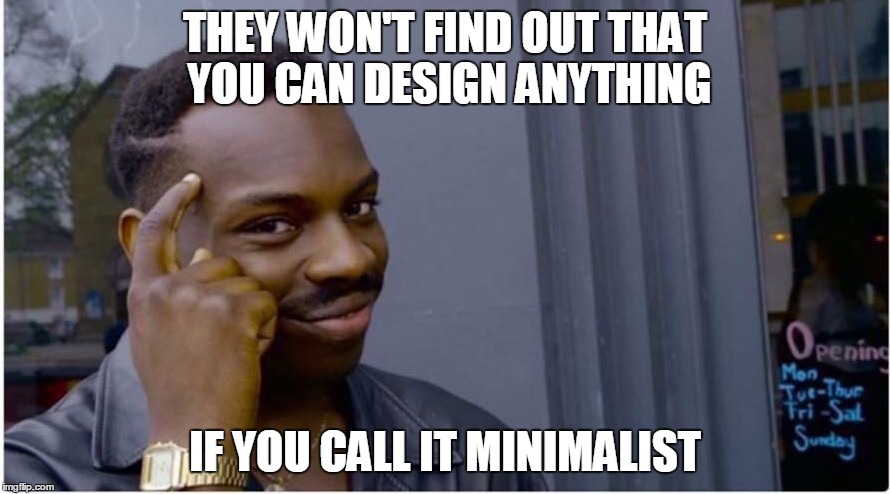 THEY WON'T FIND OUT THAT
YOU CAN DESIGN ANYTHING
Opening
Mon
Tue-Thur
Fri-Sat
Sunday
IF YOU CALL IT MINIMALIST
imgflip.com